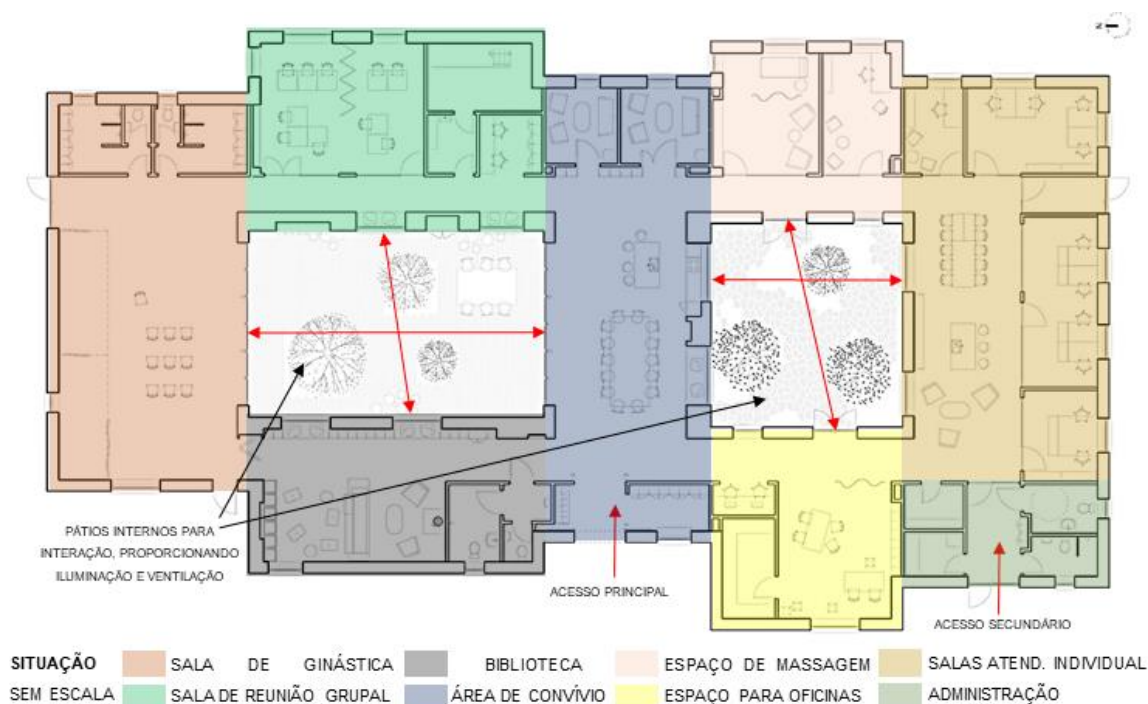 N
PÁTIOS INTERNOS PARA
INTERAÇÃO, PROPORCIONANDO
ILUMINAÇÃO E VENTILAÇÃO
ACESSO PRINCIPAL
ACESSO SECUNDÁRIO
SITUAÇÃO SALA DE GINÁSTICA BIBLIOTECA ESPAÇO DE MASSAGEM SALAS ATEND. INDIVIDUAL
SEM ESCALA SALA DE REUNIÃO GRUPAL ÁREA DE CONVÍVIO ESPAÇO PARA OFICINAS ADMINISTRAÇÃO